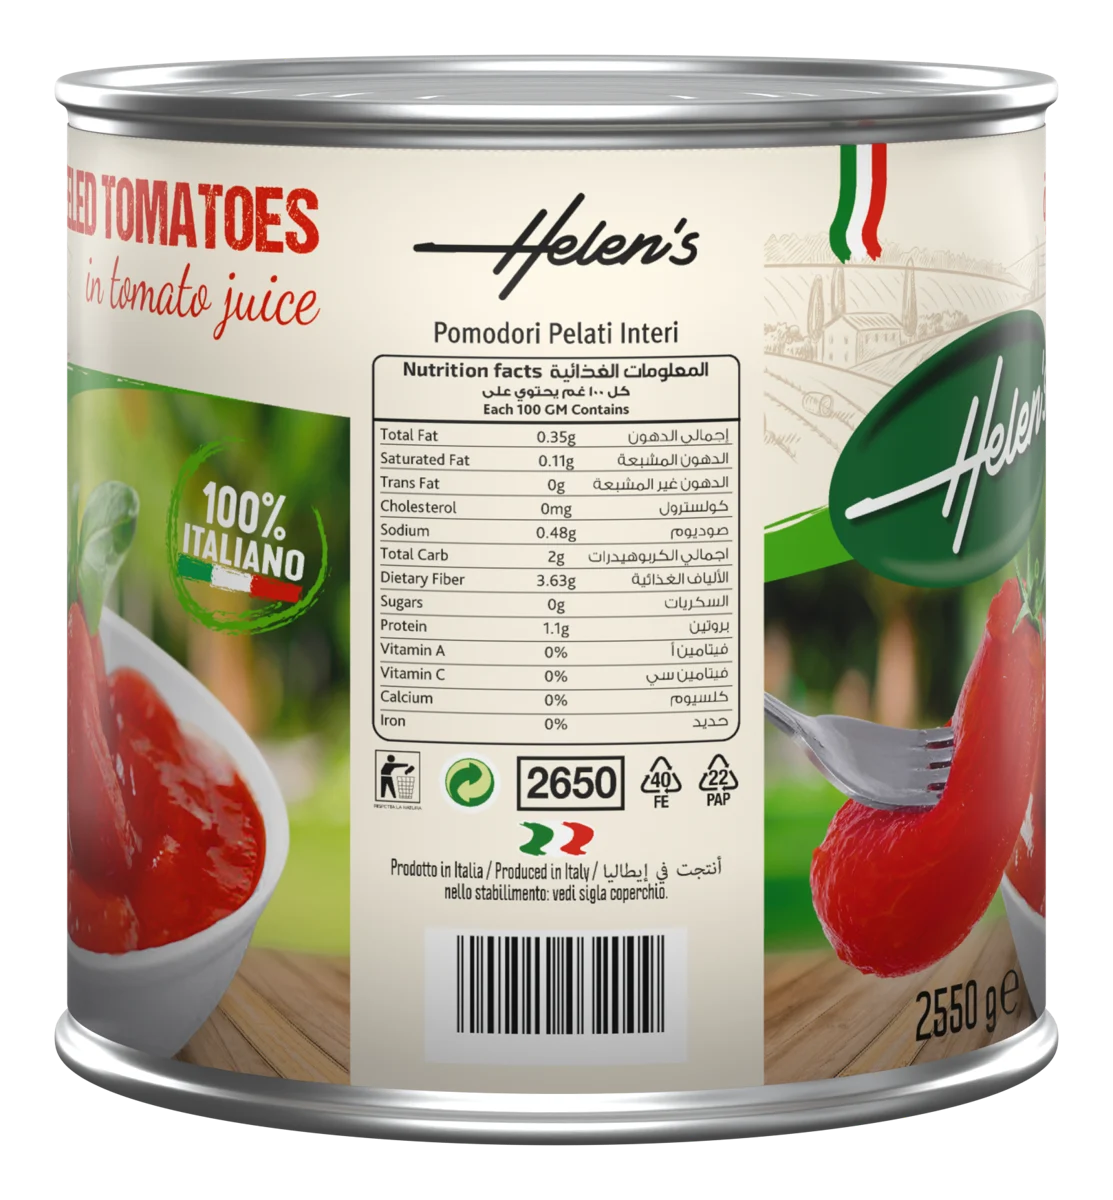 TOMATOES
in tomato juice
100%
ITALIANO
Helen's
Pomodori Pelati Interi
Nutrition facts المعلومات الغذائية
كل ١٠٠ غم يحتوي على
Each 100 GM Contains
Total Fat 0.35g إجمالي الدهون
Saturated Fat 0.11g الدهون المشبعة
Trans Fat 0g الدهون غير المشبعة
Cholesterol 0mg كولسترول
Sodium 0.48g صوديوم
Total Carb 2g اجمالي الكربوهيدرات
Dietary Fiber 3.63g الألياف الغذائية
Sugars 0g السكريات
Protein 1.1g بروتين
Vitamin A 0% فيتامين أ
Vitamin C 0% فيتامين سي
Calcium 0% كلسيوم
Iron 0% حديد
2650
40
FE
22
PAP
Prodotto in Italia / Produced in Italy / أنتجت في إيطاليا
nello stabilimento: vedi sigla coperchio.
Helen's
2550 g e